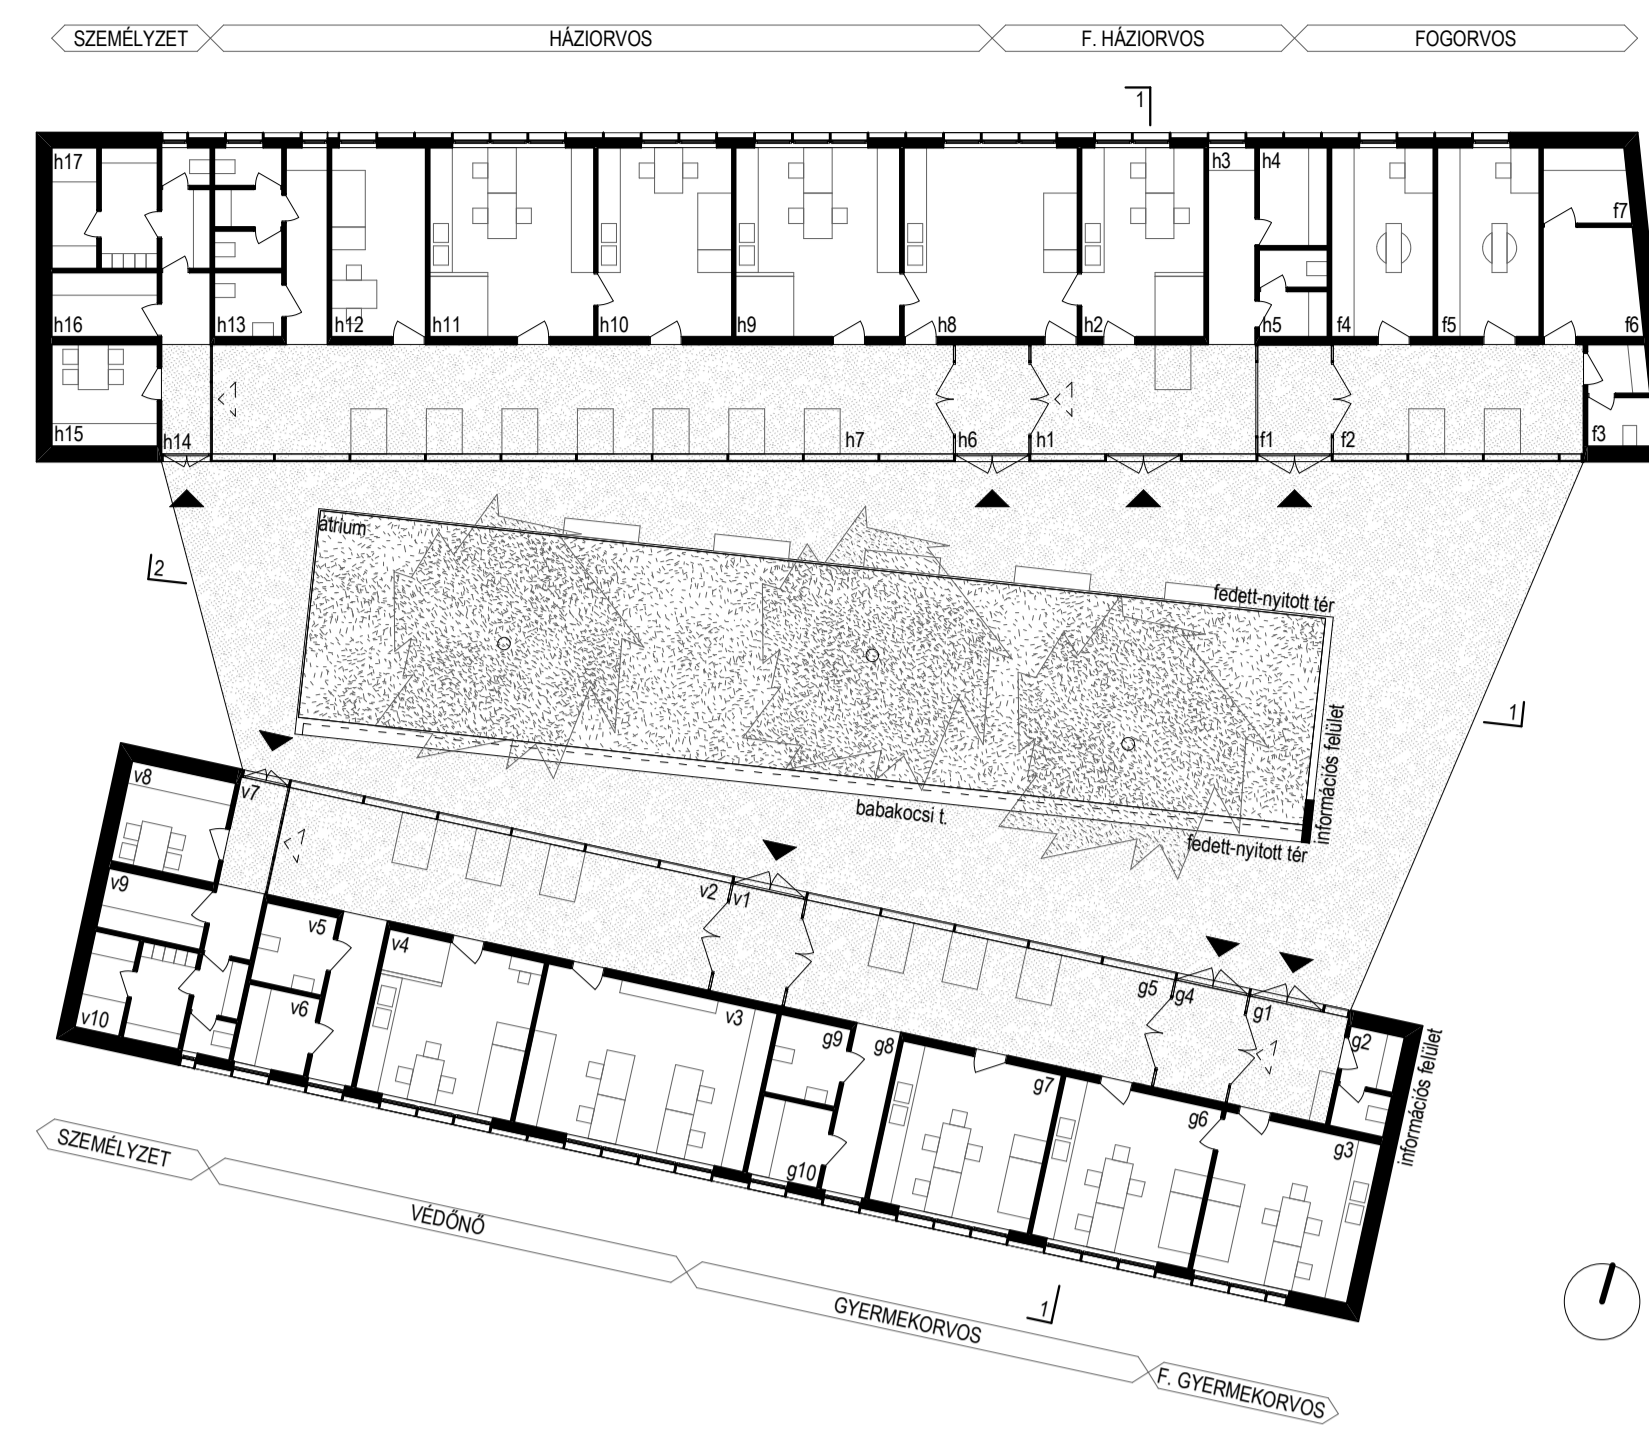 SZEMÉLYZET HÁZIORVOS F. HÁZIORVOS FOGORVOS
1
h17 h3 h4
f7
h16 h13 h12 h11 h10 h9 h8 h2 h5 f4 f5 f6
h15 h14 h7 h6 h1 f1 f2 f3
átrium
2
fedett-nyitott tér
1
információs felület
babakocsi t.
fedett-nyitott tér
v8 v7
v9 v2 v1
v5 v4
v10 v6 v3
g5 g4 g1
g9 g8 g2
g7
g10 g6 g3
információs felület
SZEMÉLYZET
VÉDŐNŐ
1
GYERMEKORVOS
F. GYERMEKORVOS